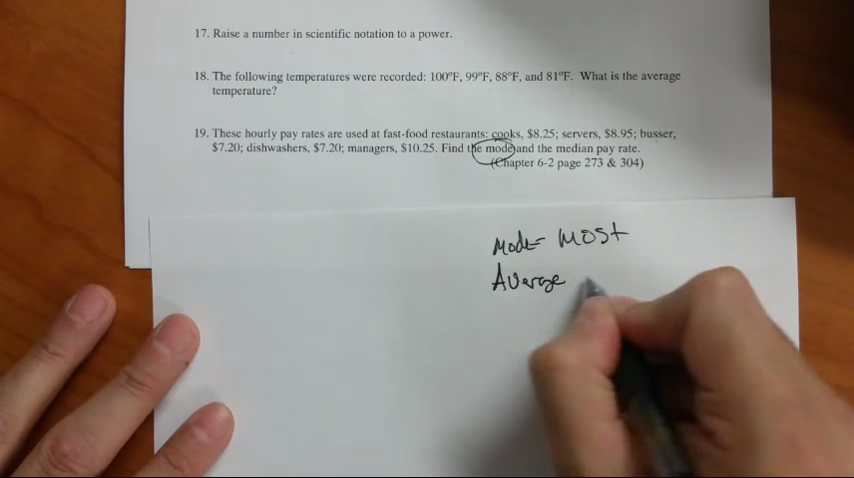 17. Raise a number in scientific notation to a power.
18. The following temperatures were recorded: 100°F, 99°F, 88°F, and 81°F. What is the average
temperature?
19. These hourly pay rates are used at fast-food restaurants: cooks, $8.25; servers, $8.95; busser,
$7.20; dishwashers, $7.20; managers, $10.25. Find the mode and the median pay rate.
(Chapter 6-2 page 273 & 304)
Mode= Most
Average